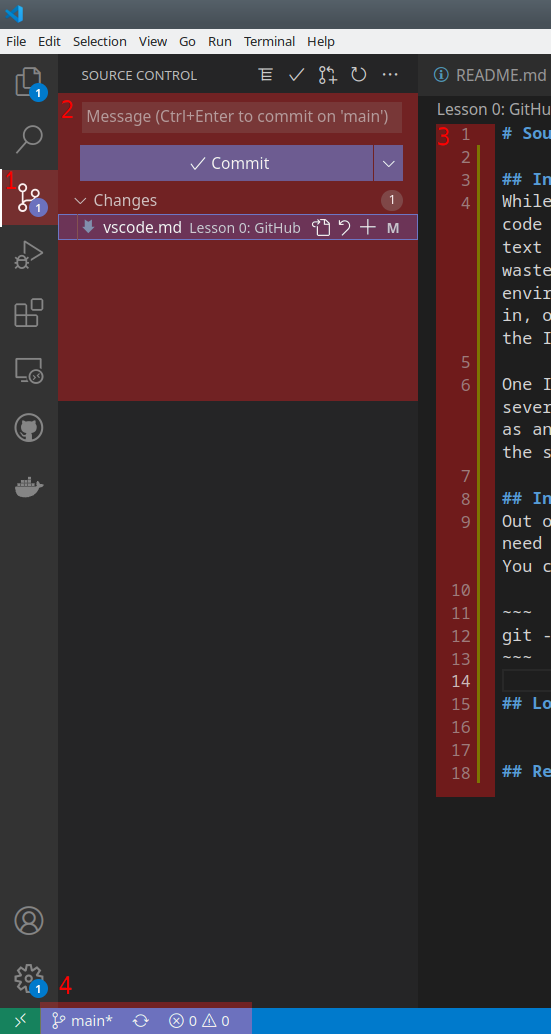 File Edit Selection View Go Run Terminal Help
SOURCE CONTROL
README.md
Lesson 0: GitHu
1
2
3
4
1
1
1
Message (Ctrl+Enter to commit on 'main')
Commit
Changes 1
vscode.md Lesson 0: GitHub M
1 # Sou
2
3 ## In
4 While
code
text
waste
envir
in, o
the I
5
6 One I
sever
as an
the s
7
8 ## In
9 Out o
need
You c
10
11 ~~~
12 git -
13 ~~~
14
15 ## Lo
16
17
18 ## Re
main* 0 0